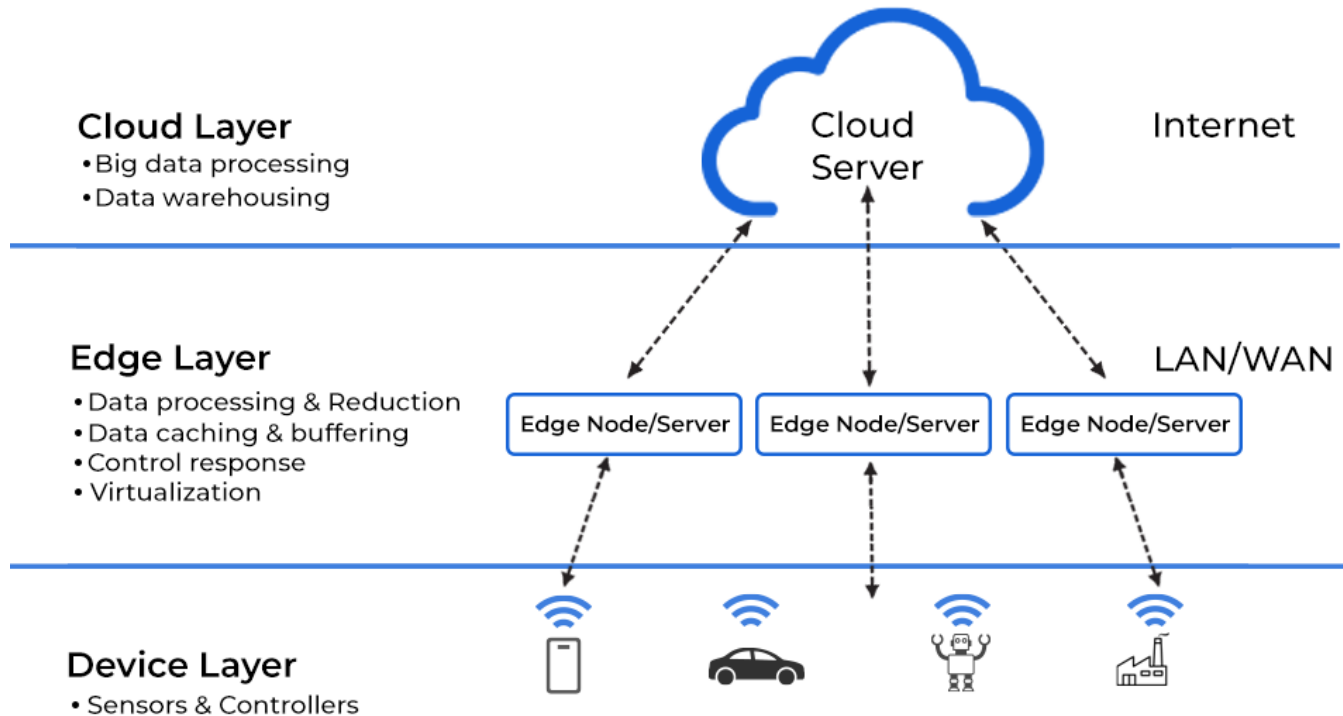 Cloud Layer
• Big data processing
• Data warehousing
Cloud
Server
Internet
Edge Layer
• Data processing & Reduction
• Data caching & buffering
• Control response
• Virtualization
LAN/WAN
Edge Node/Server
Edge Node/Server
Edge Node/Server
Device Layer
• Sensors & Controllers